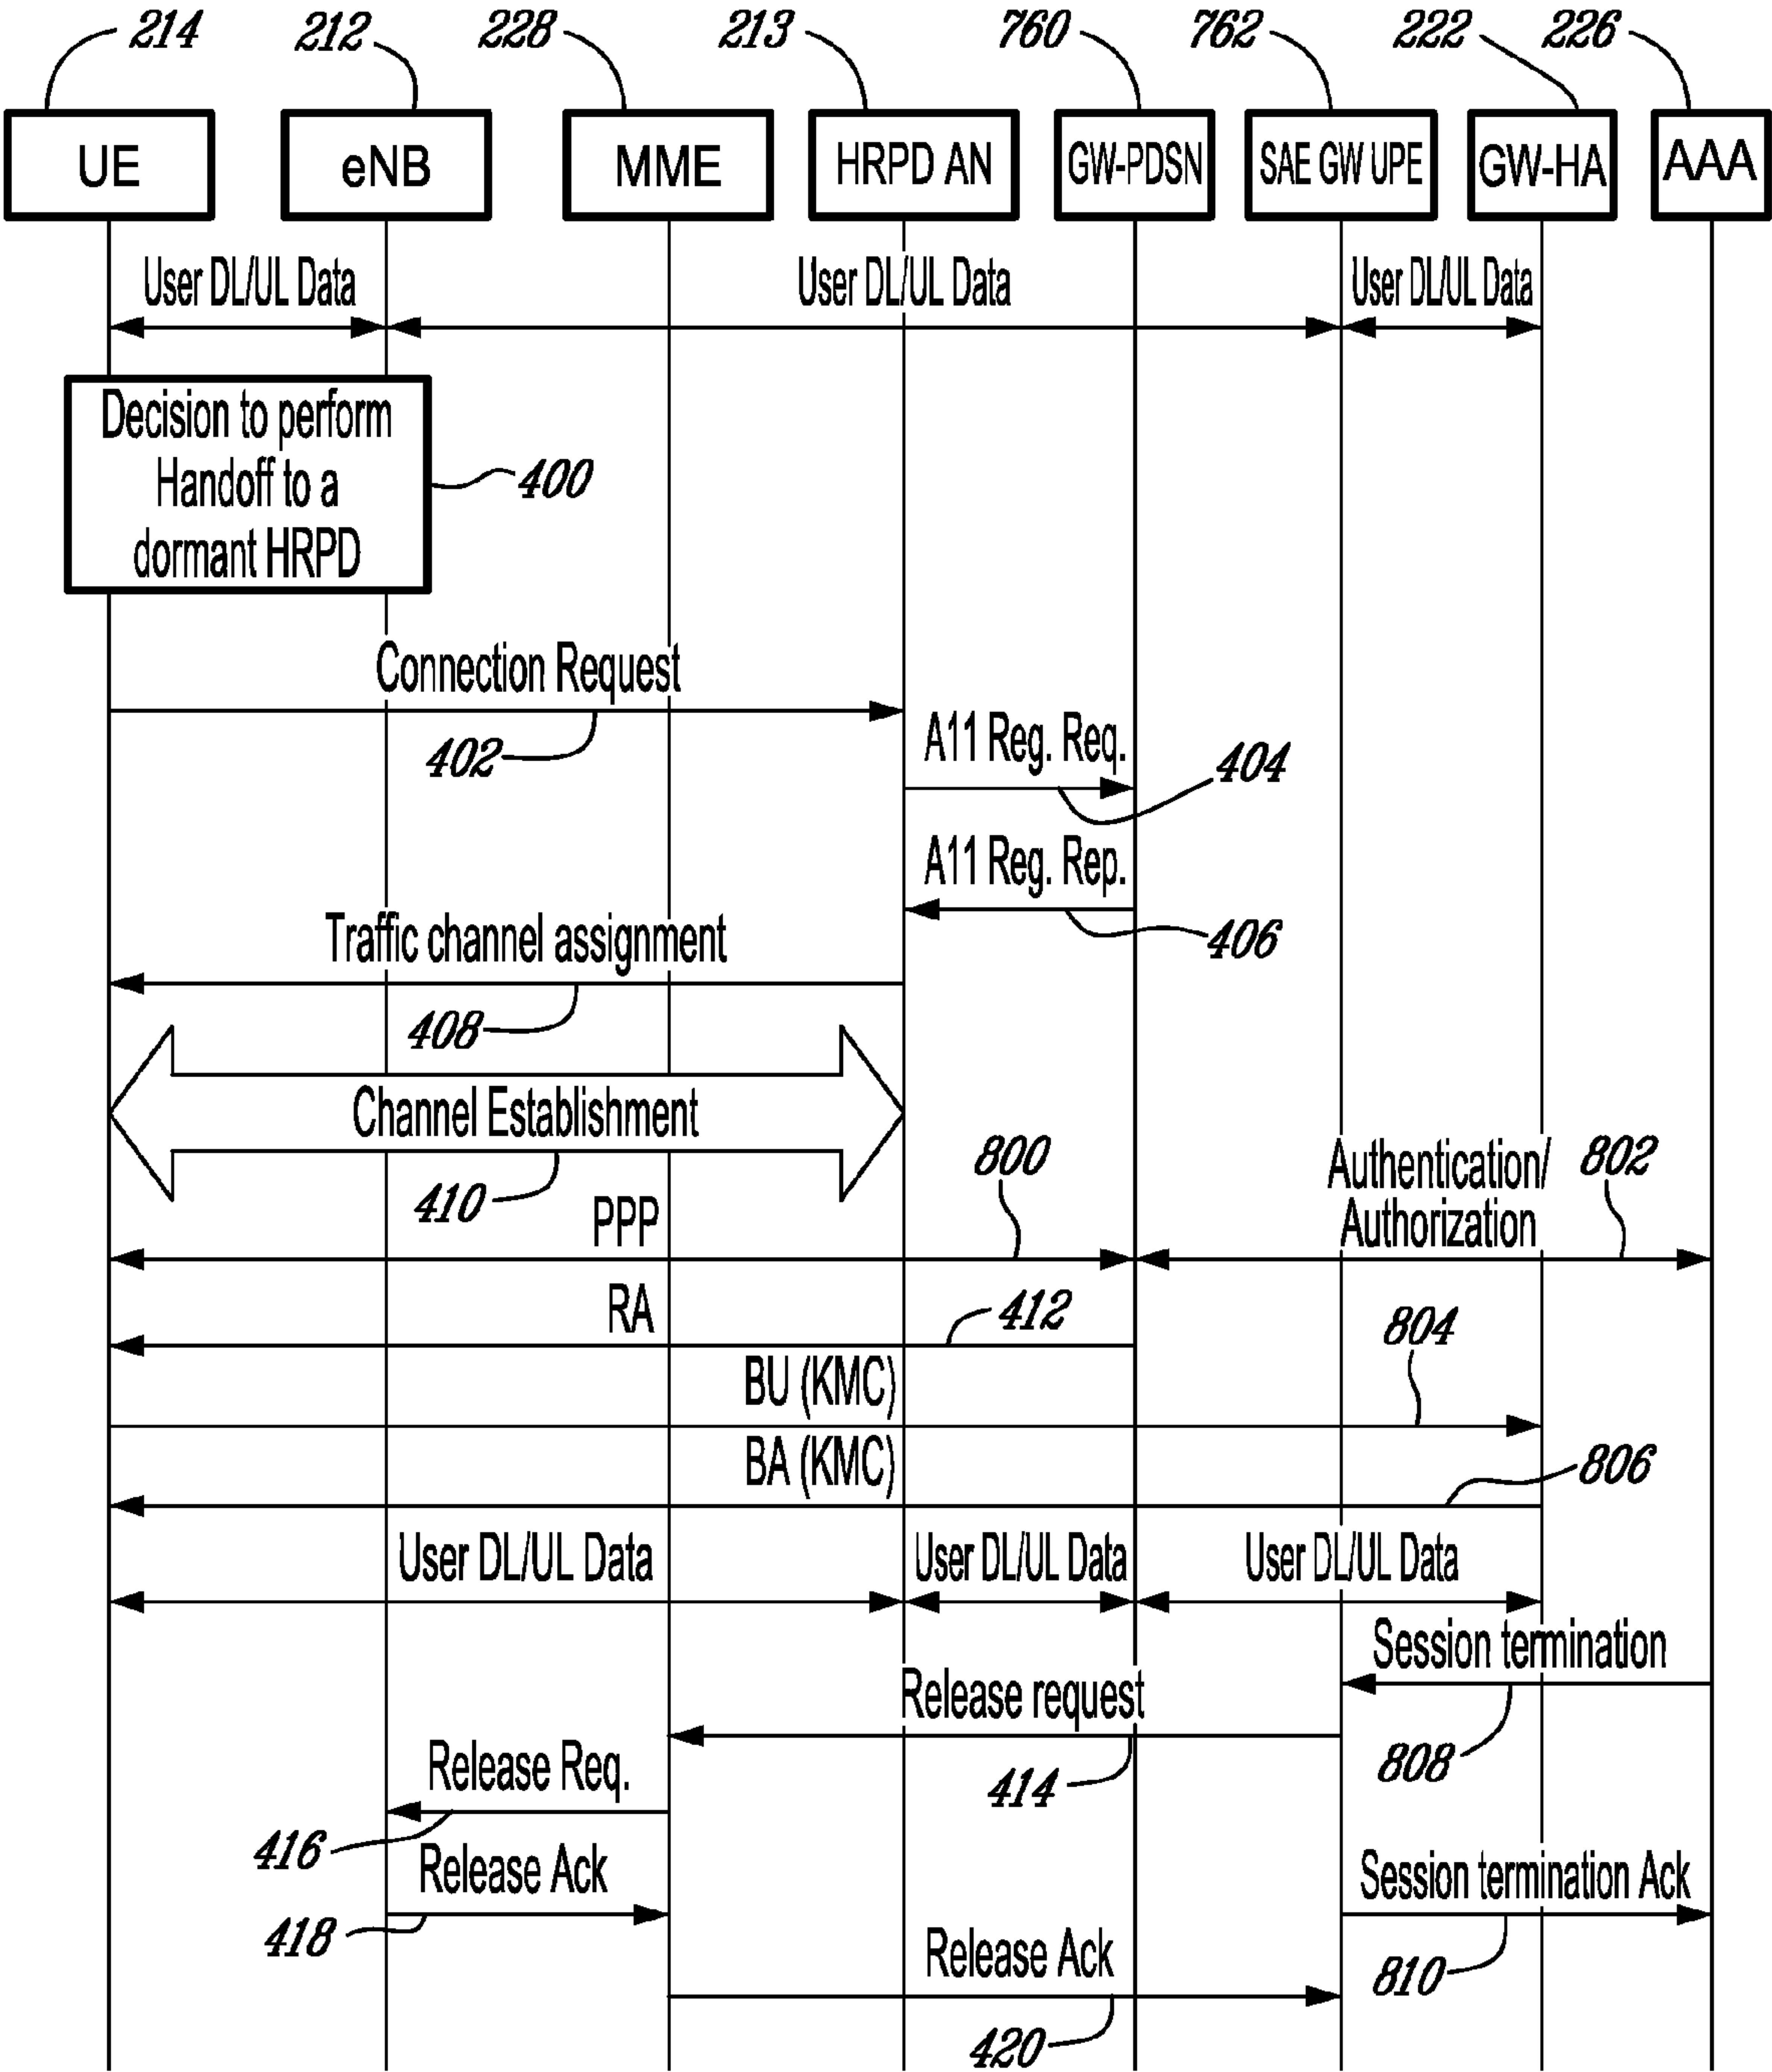 214
212
228
213
760
762
222
226
UE
eNB
MME
HRPD AN
GW-PDSN
SAE GW UPE
GW-HA
AAA
User DL/UL Data
User DL/UL Data
User DL/UL Data
Decision to perform
Handoff to a
dormant HRPD
400
Connection Request
402
A11 Reg. Req.
404
A11 Reg. Rep.
406
Traffic channel assignment
408
Channel Establishment
410
PPP
800
Authentication/
Authorization
802
RA
412
BU (KMC)
804
BA (KMC)
806
User DL/UL Data
User DL/UL Data
User DL/UL Data
Session termination
808
Release request
414
Release Req.
416
Release Ack
418
Session termination Ack
810
Release Ack
420